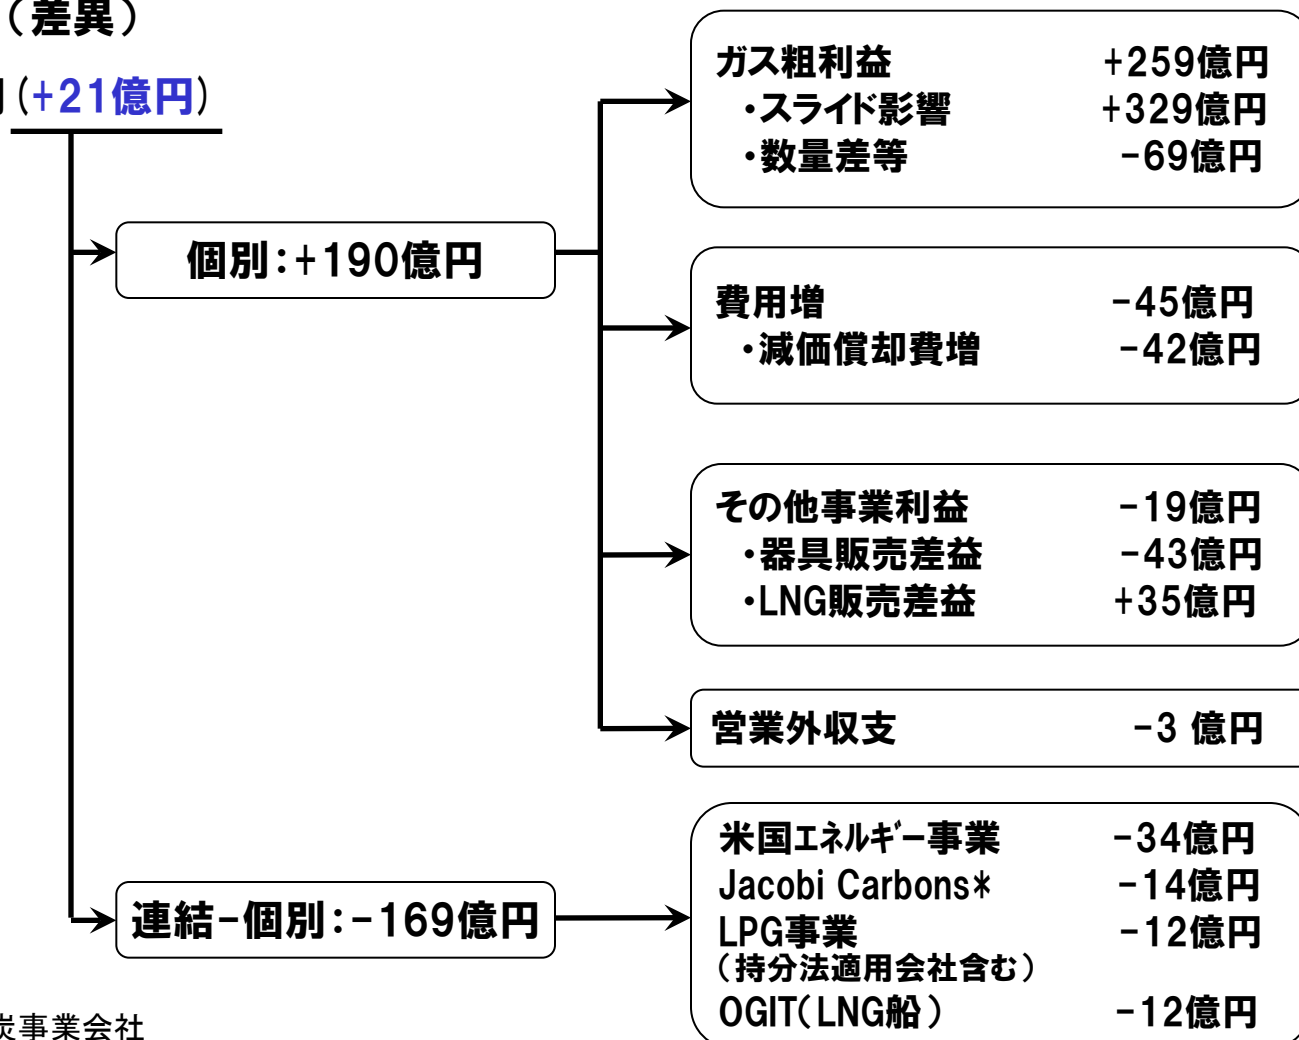 （差異）
(+21億円)
個別:+190億円
連結-個別:-169億円
ガス粗利益 +259億円
・スライド影響 +329億円
・数量差等 -69億円
費用増 -45億円
・減価償却費増 -42億円
その他事業利益 -19億円
・器具販売差益 -43億円
・LNG販売差益 +35億円
営業外収支 -3 億円
米国エネルギー事業 -34億円
Jacobi Carbons* -14億円
LPG事業 -12億円
（持分法適用会社含む）
OGIT(LNG船) -12億円
炭事業会社